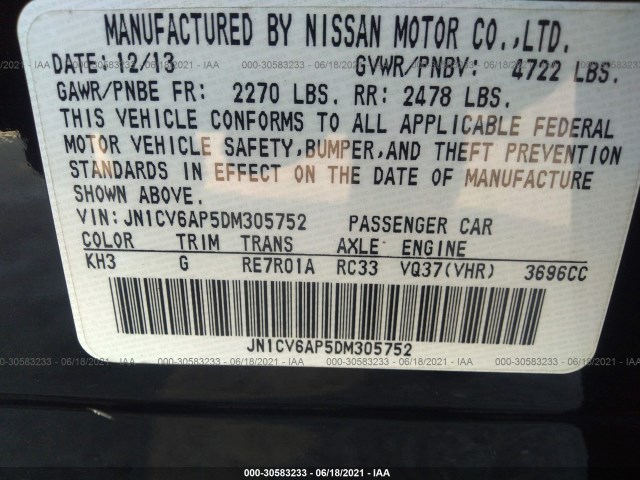 MANUFACTURED BY NISSAN MOTOR CO.,LTD.
DATE: 12/13 GVWR/PNBV: 4722 LBS.
GAWR/PNBE FR: 2270 LBS. RR: 2478 LBS.
THIS VEHICLE CONFORMS TO ALL APPLICABLE FEDERAL
MOTOR VEHICLE SAFETY,BUMPER,AND THEFT PREVENTION
STANDARDS IN EFFECT ON THE DATE OF MANUFACTURE
SHOWN ABOVE.
VIN: JN1CV6AP5DM305752 PASSENGER CAR
COLOR TRIM TRANS AXLE ENGINE
KH3 G RE7R01A RC33 VQ37(VHR) 3696CC
JN1CV6AP5DM305752
000-30583233 - 06/18/2021 - IAA